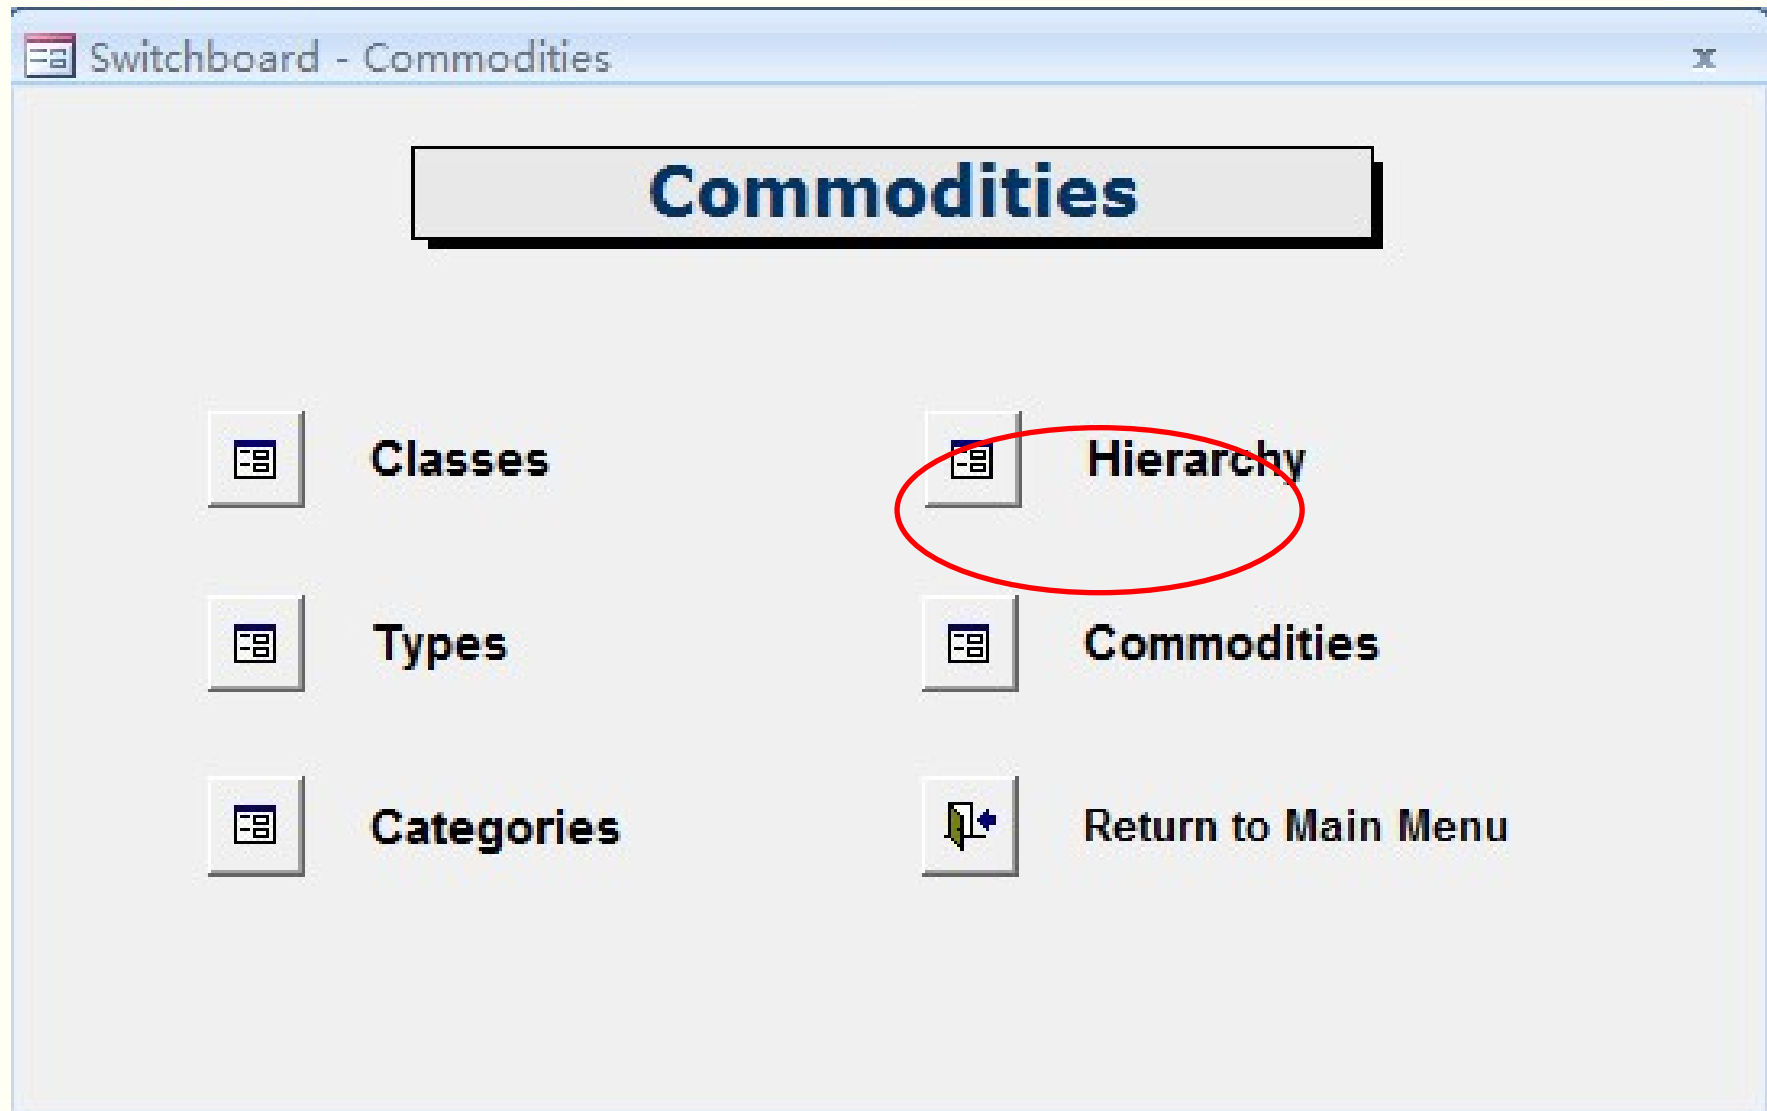 Switchboard - Commodities
Commodities
Classes
Hierarchy
Types
Commodities
Categories
Return to Main Menu